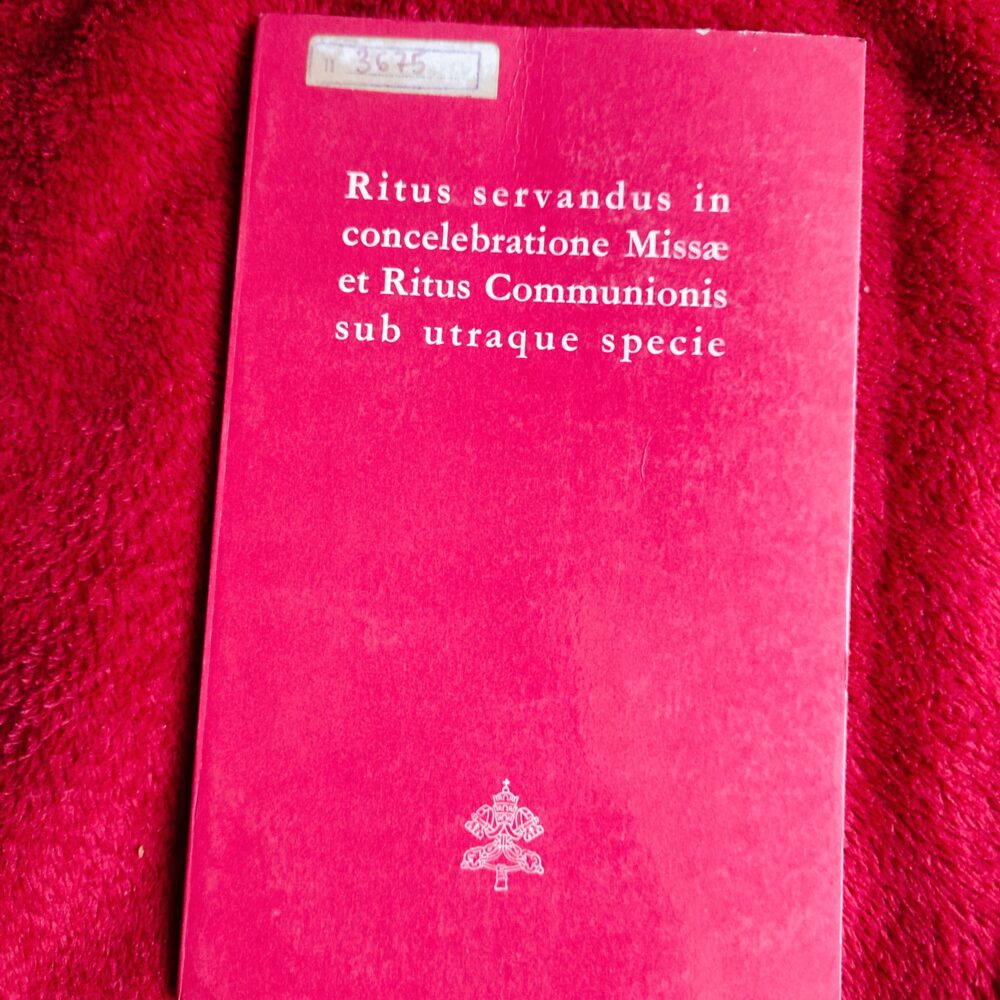 П 3675
Ritus servandus in
concelebratione Missæ
et Ritus Communionis
sub utraque specie